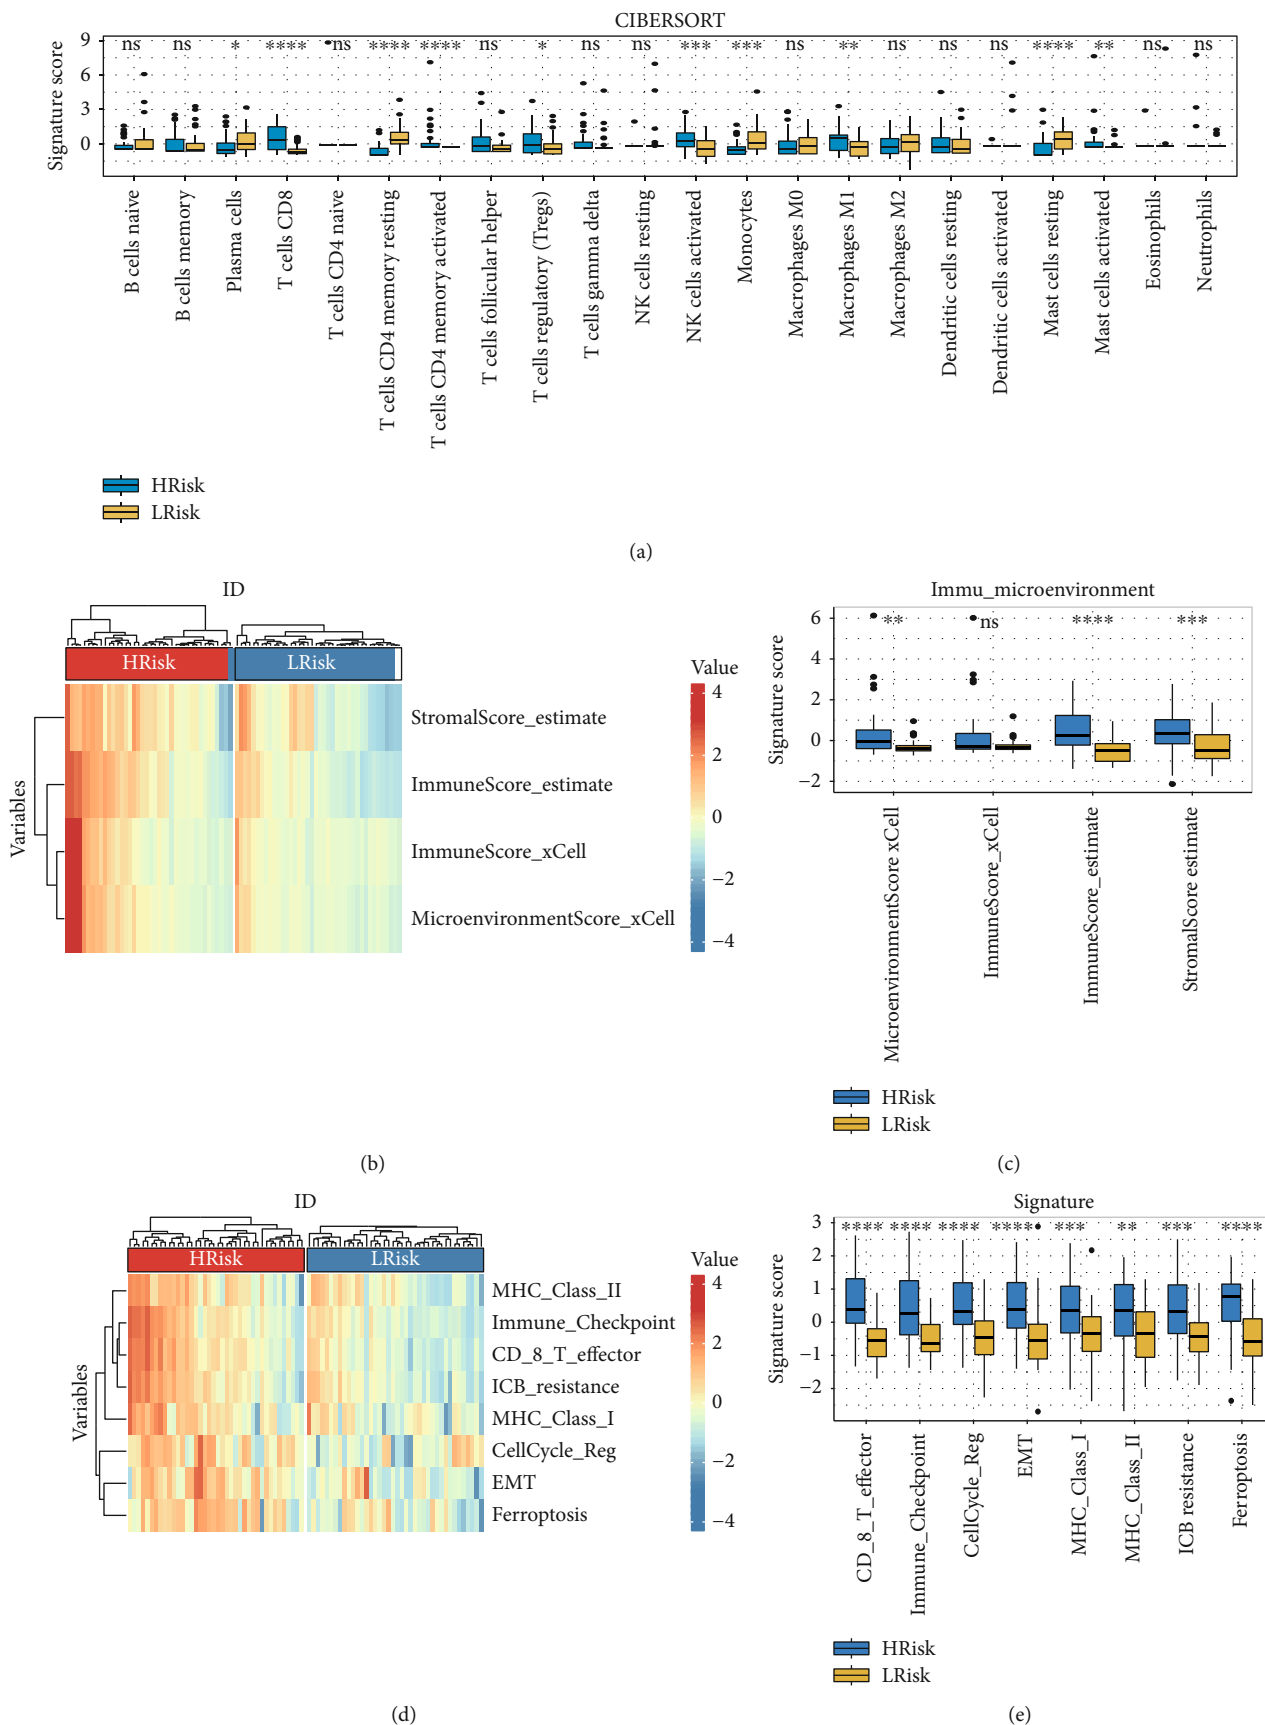 CIBERSORT
Signature score
9
6
3
0
ns ns * **** ns **** **** ns * ns ns *** *** ns ** ns ns ns **** ** ns ns
B cells naive
B cells memory
Plasma cells
T cells CD8
T cells CD4 naive
T cells CD4 memory resting
T cells CD4 memory activated
T cells follicular helper
T cells regulatory (Tregs)
T cells gamma delta
NK cells resting
NK cells activated
Monocytes
Macrophages M0
Macrophages M1
Macrophages M2
Dendritic cells resting
Dendritic cells activated
Mast cells resting
Mast cells activated
Eosinophils
Neutrophils
HRisk
LRisk
(a)
ID
HRisk LRisk
Variables
StromalScore_estimate
ImmuneScore_estimate
ImmuneScore_xCell
MicroenvironmentScore_xCell
Value
4
2
0
−2
−4
(b)
Immu_microenvironment
Signature score
6
4
2
0
−2
** ns **** ***
MicroenvironmentScore xCell
ImmuneScore_xCell
ImmuneScore_estimate
StromalScore estimate
HRisk
LRisk
(c)
ID
HRisk LRisk
Variables
MHC_Class_II
Immune_Checkpoint
CD_8_T_effector
ICB_resistance
MHC_Class_I
CellCycle_Reg
EMT
Ferroptosis
Value
4
2
0
−2
−4
(d)
Signature
Signature score
3
2
1
0
−1
−2
**** **** **** **** *** ** *** ****
CD_8_T_effector
Immune_Checkpoint
CellCycle_Reg
EMT
MHC_Class_I
MHC_Class_II
ICB resistance
Ferroptosis
HRisk
LRisk
(e)